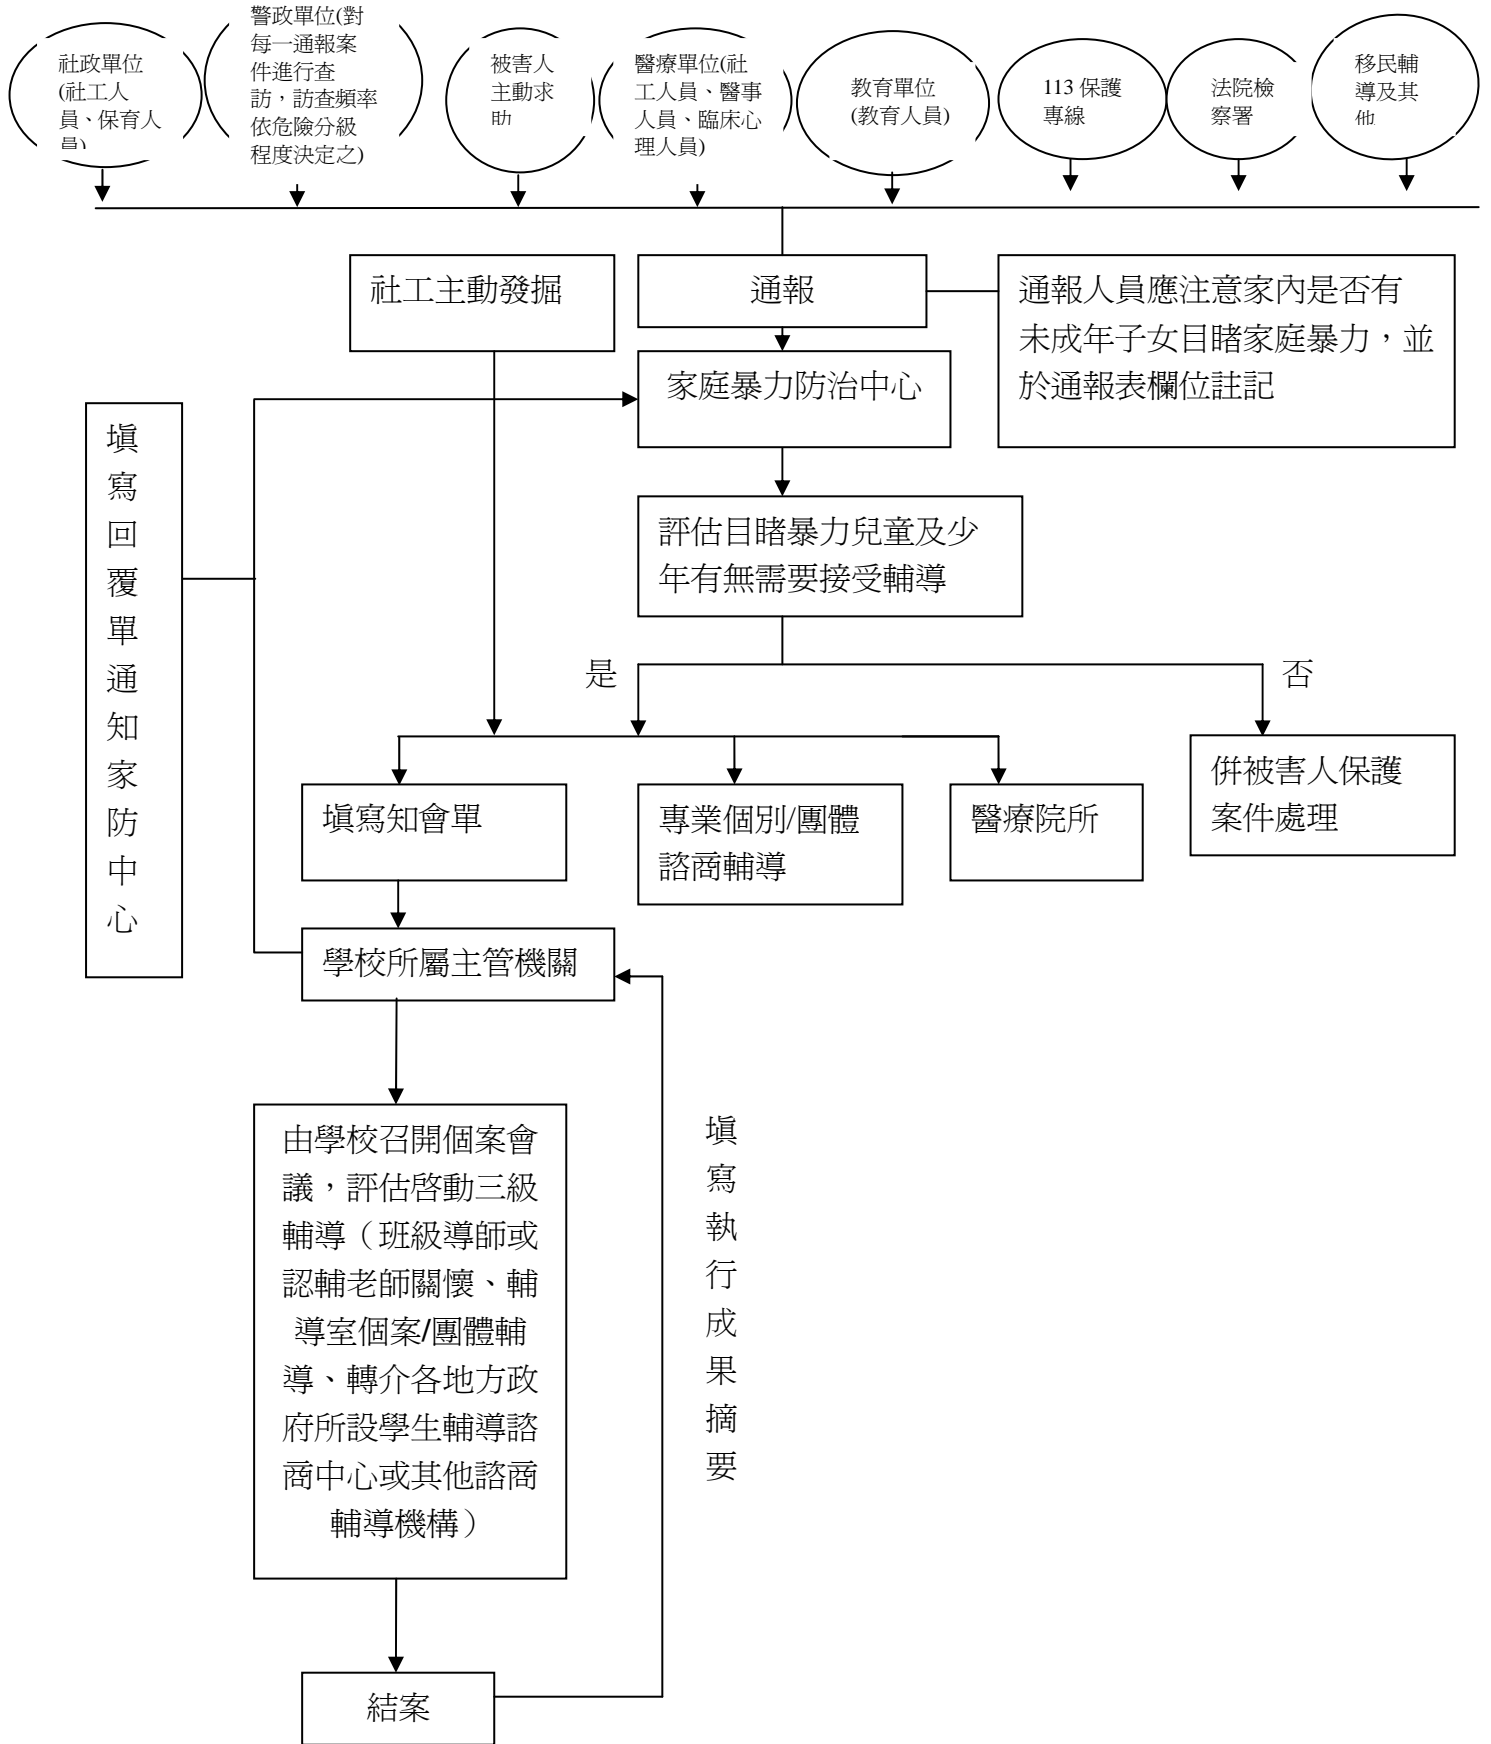 社政單位
(社工人
員、保育人
員)
警政單位(對
每一通報案
件進行查
訪，訪查頻率
依危險分級
程度決定之)
被害人
主動求
助
醫療單位(社
工人員、醫事
人員、臨床心
理人員)
教育單位
(教育人員)
113 保護
專線
法院檢
察署
移民輔
導及其
他
社工主動發掘
通報
通報人員應注意家內是否有
未成年子女目睹家庭暴力，並
於通報表欄位註記
家庭暴力防治中心
填寫回覆單通知家防中心
評估目睹暴力兒童及少
年有無需要接受輔導
是
否
填寫知會單
專業個別/團體
諮商輔導
醫療院所
併被害人保護
案件處理
學校所屬主管機關
由學校召開個案會
議，評估啓動三級
輔導（班級導師或
認輔老師關懷、輔
導室個案/團體輔
導、轉介各地方政
府所設學生輔導諮
商中心或其他諮商
輔導機構）
填寫執行成果摘要
結案